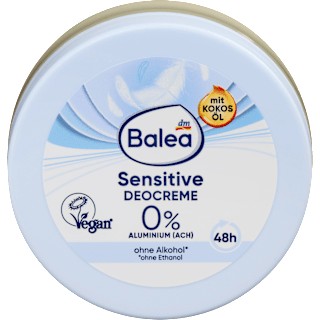 mit
KOKOS
ÖL
dm
Balea
Sensitive
DEOCREME
Vegan
0%
ALUMINIUM (ACH)
48h
ohne Alkohol*
*ohne Ethanol